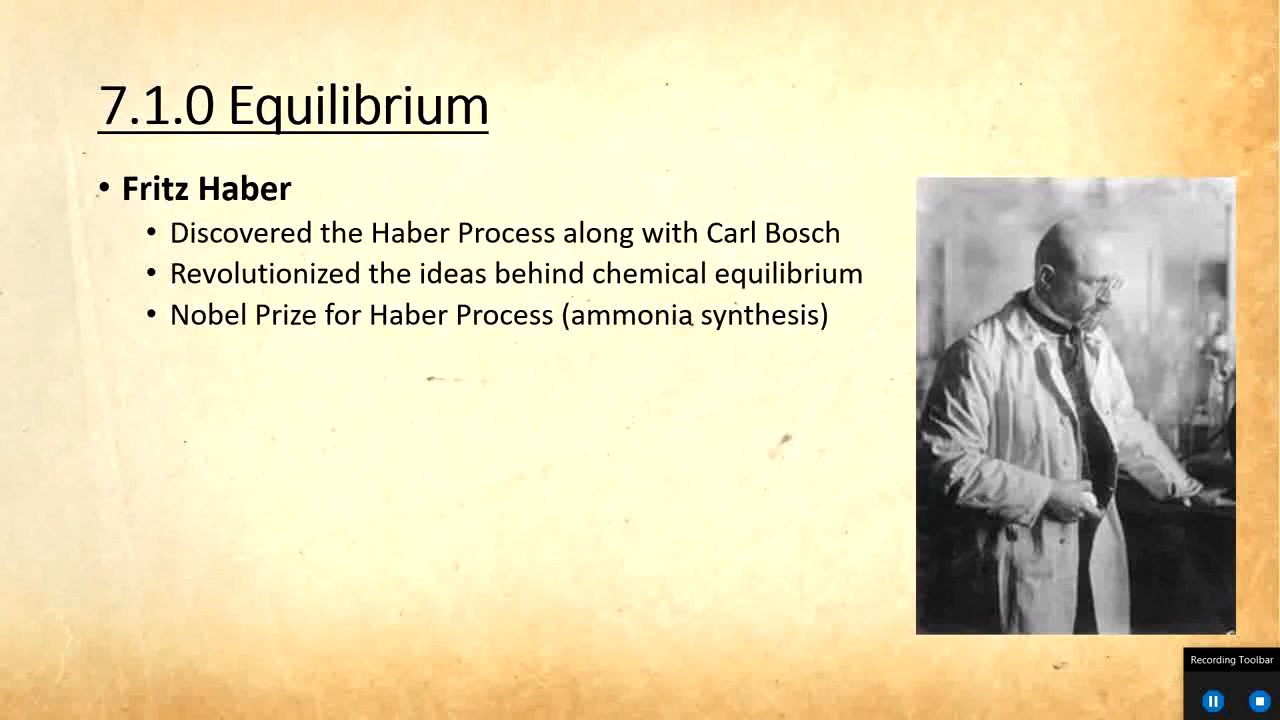 7.1.0 Equilibrium
• Fritz Haber
• Discovered the Haber Process along with Carl Bosch
• Revolutionized the ideas behind chemical equilibrium
• Nobel Prize for Haber Process (ammonia synthesis)
Recording Toolbar